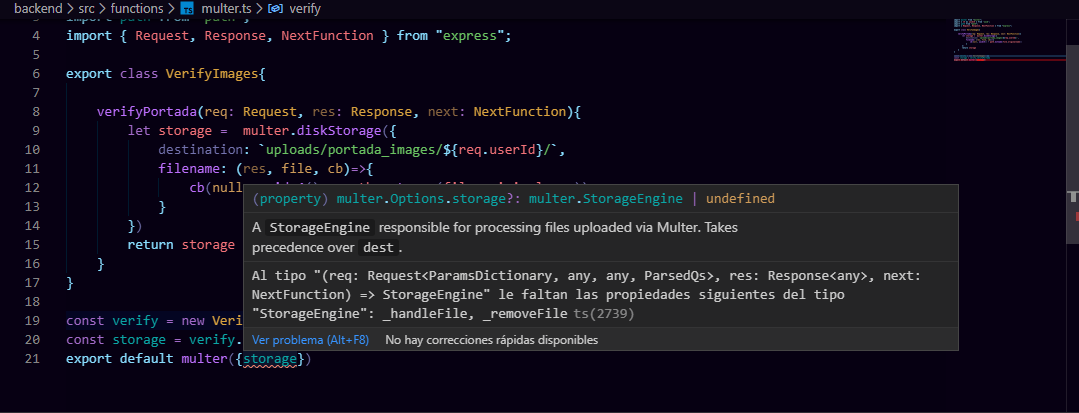 backend > src > functions > TS multer.ts > verify
3 import path from "path";
4 import { Request, Response, NextFunction } from "express";
5
6 export class VerifyImages{
7
8 verifyPortada(req: Request, res: Response, next: NextFunction){
9 let storage = multer.diskStorage({
10 destination: `uploads/portada_images/${req.userId}/`,
11 filename: (res, file, cb)=>{
12 cb(null
13 }
14 })
15 return storage
16 }
17 }
18
19 const verify = new Veri
20 const storage = verify.
21 export default multer({storage})
(property) multer.Options.storage?: multer.StorageEngine | undefined
A StorageEngine responsible for processing files uploaded via Multer. Takes
precedence over dest.
Al tipo "(req: Request<ParamsDictionary, any, any, ParsedQs>, res: Response<any>, next:
NextFunction) => StorageEngine" le faltan las propiedades siguientes del tipo
"StorageEngine": _handleFile, _removeFile ts(2739)
Ver problema (Alt+F8) No hay correcciones rápidas disponibles